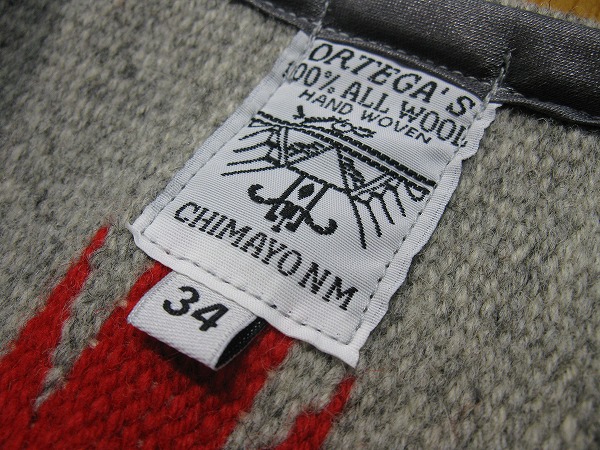 ORTEGA'S
100% ALL WOOL
HAND WOVEN
CHIMAYO NM
34